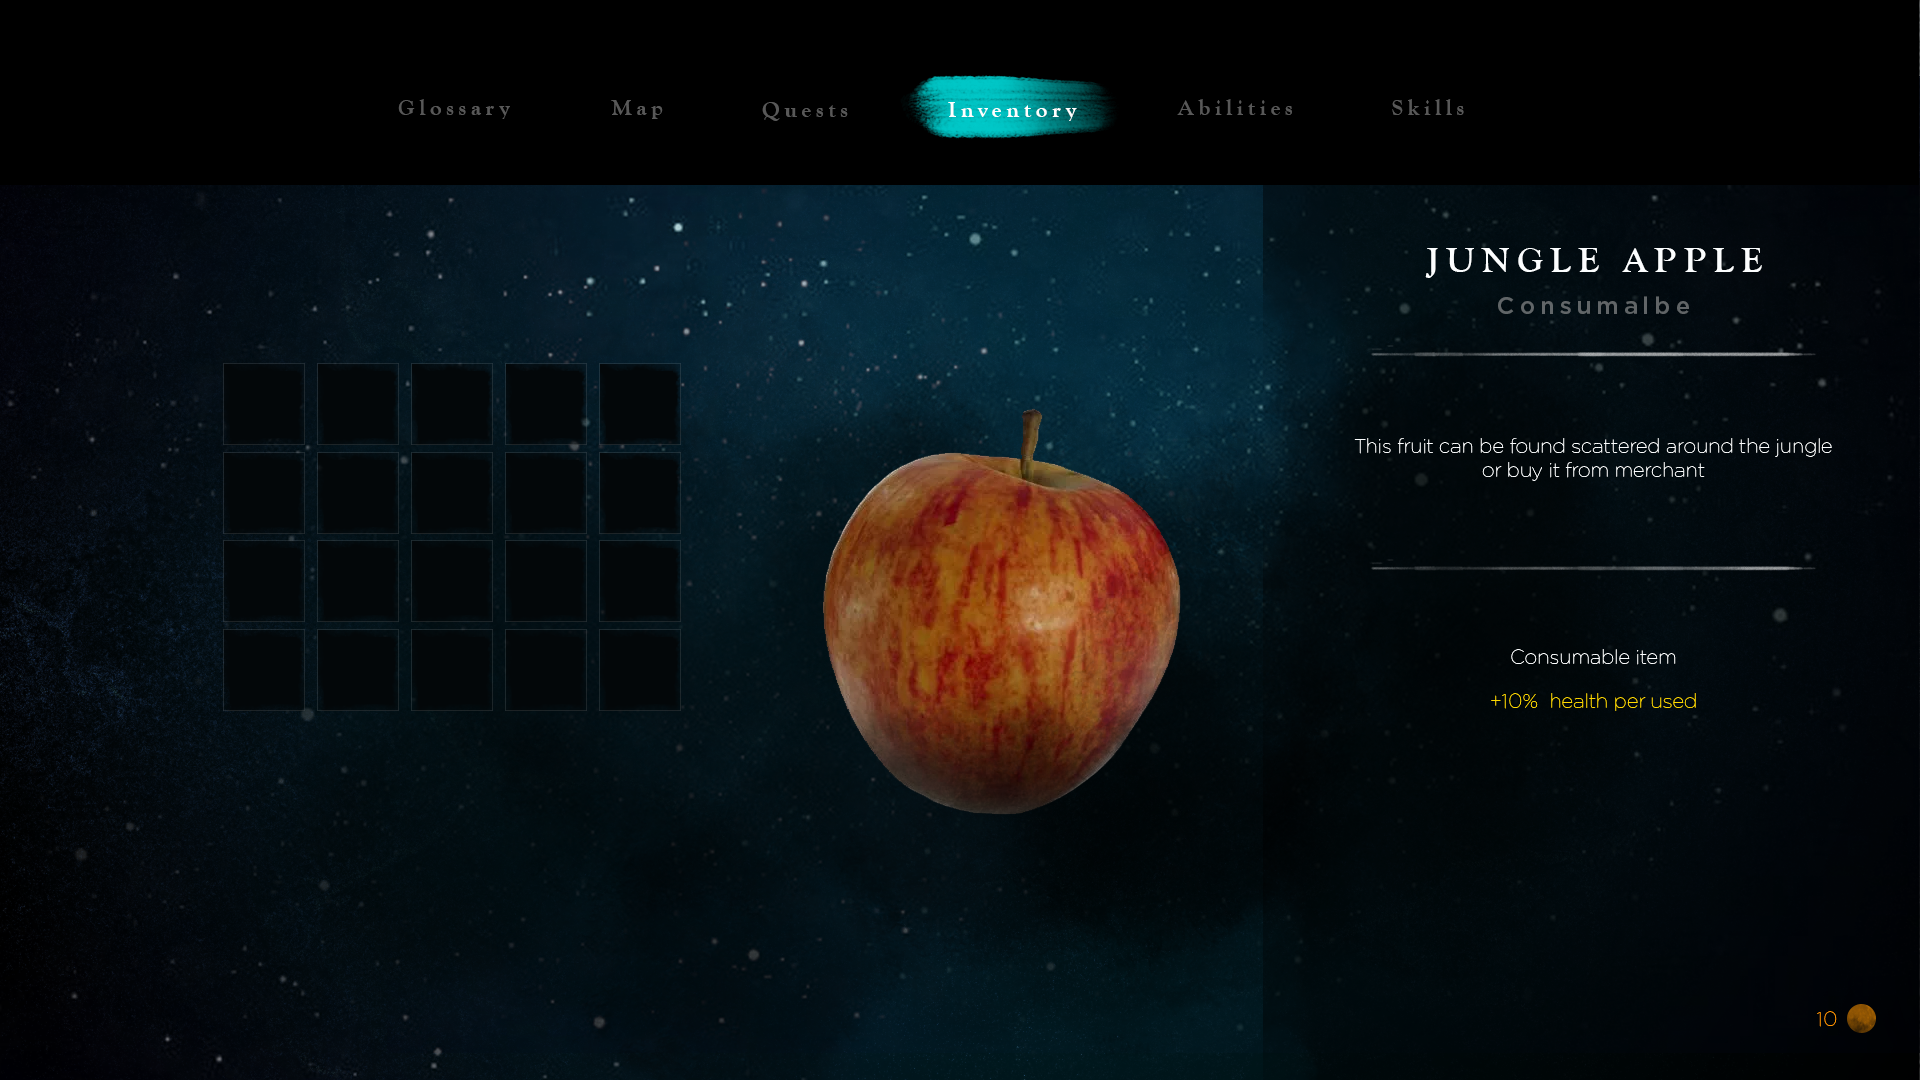 Glossary
Map
Quests
Inventory
Abilities
Skills
JUNGLE APPLE
Consumalbe
This fruit can be found scattered around the jungle
or buy it from merchant
Consumable item
+10% health per used
10